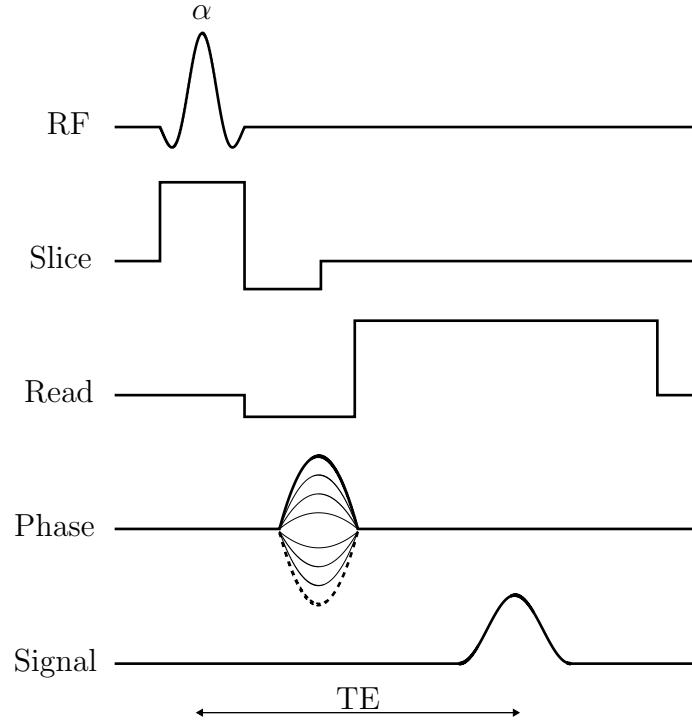 α
RF
Slice
Read
Phase
Signal
TE